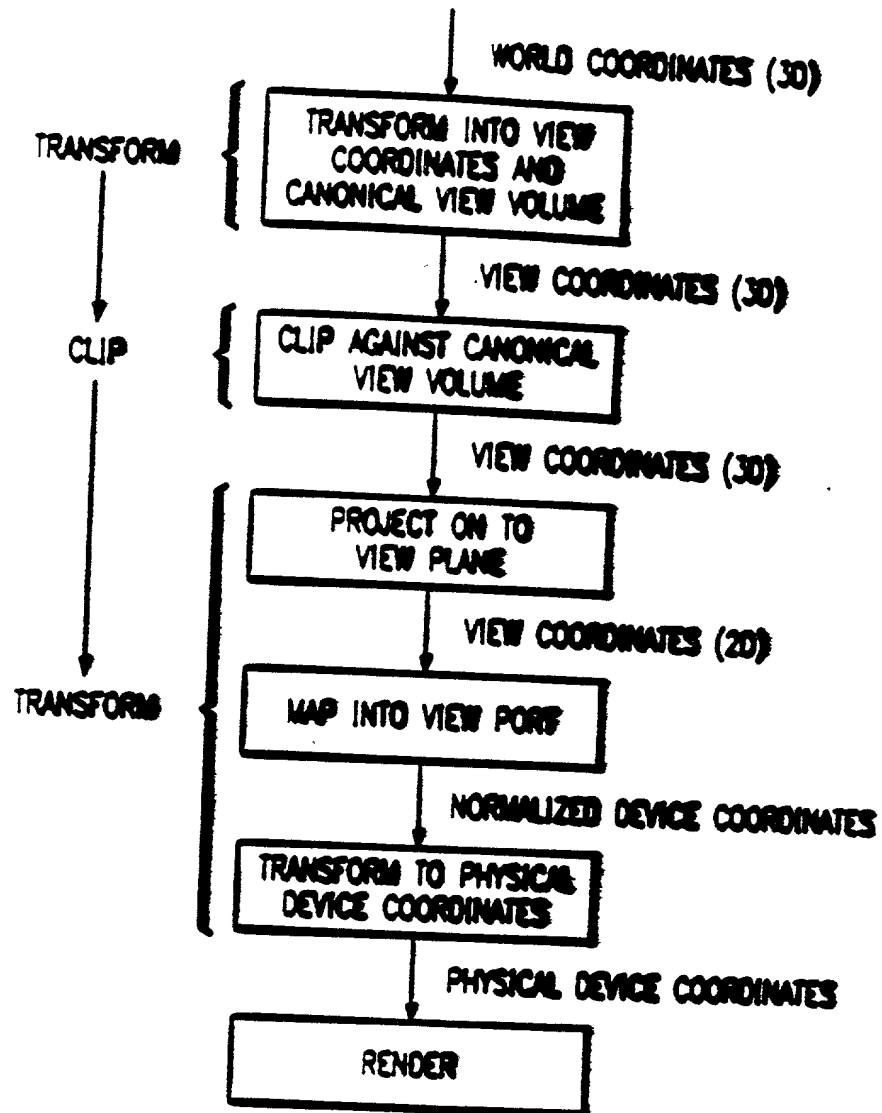 WORLD COORDINATES (3D)
TRANSFORM
TRANSFORM INTO VIEW
COORDINATES AND
CANONICAL VIEW VOLUME
VIEW COORDINATES (3D)
CLIP
CLIP AGAINST CANONICAL
VIEW VOLUME
VIEW COORDINATES (3D)
PROJECT ON TO
VIEW PLANE
VIEW COORDINATES (2D)
TRANSFORM
MAP INTO VIEW PORT
NORMALIZED DEVICE COORDINATES
TRANSFORM TO PHYSICAL
DEVICE COORDINATES
PHYSICAL DEVICE COORDINATES
RENDER